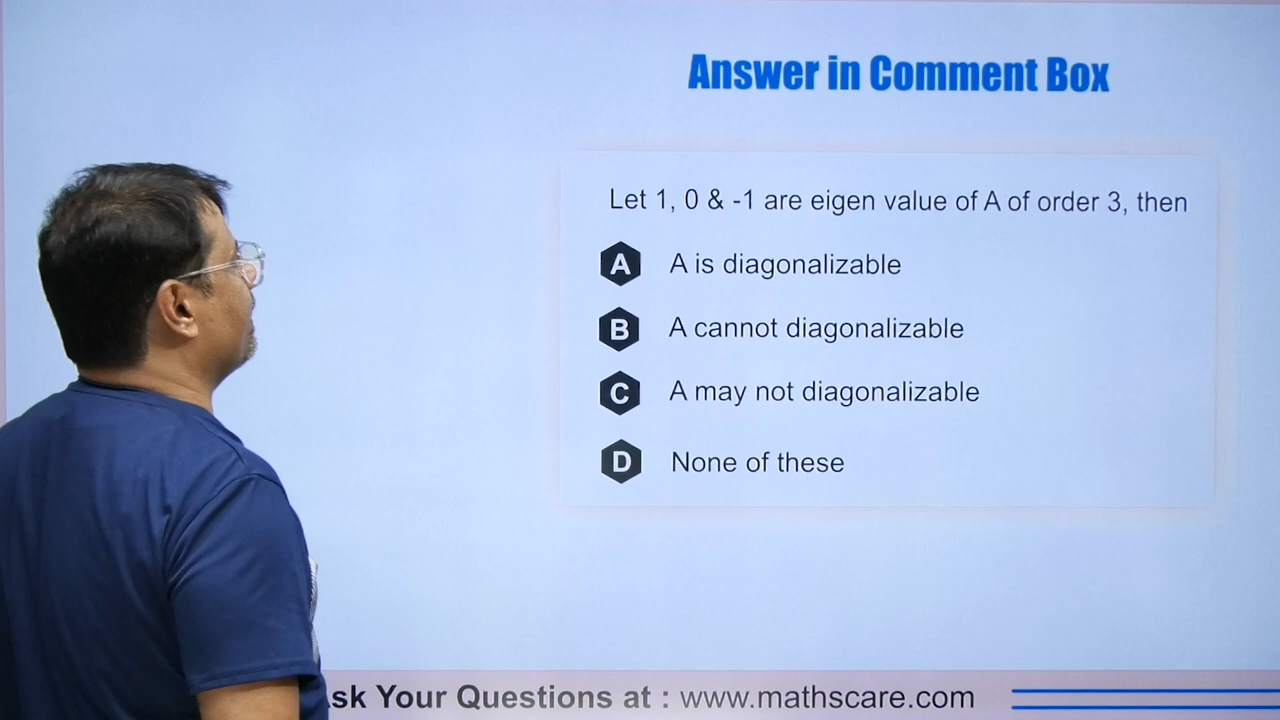 Answer in Comment Box
Let 1, 0 & -1 are eigen value of A of order 3, then
A A is diagonalizable
B A cannot diagonalizable
C A may not diagonalizable
D None of these
Your Questions at : www.mathscare.com